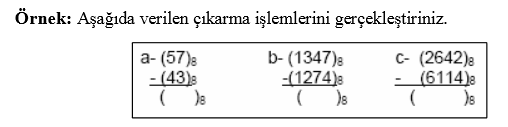 Örnek: Aşağıda verilen çıkarma işlemlerini gerçekleştiriniz.
a- (57)8 b- (1347)8 c- (2642)8
- (43)8 -(1274)8 - (6114)8
( )8 ( )8 ( )8